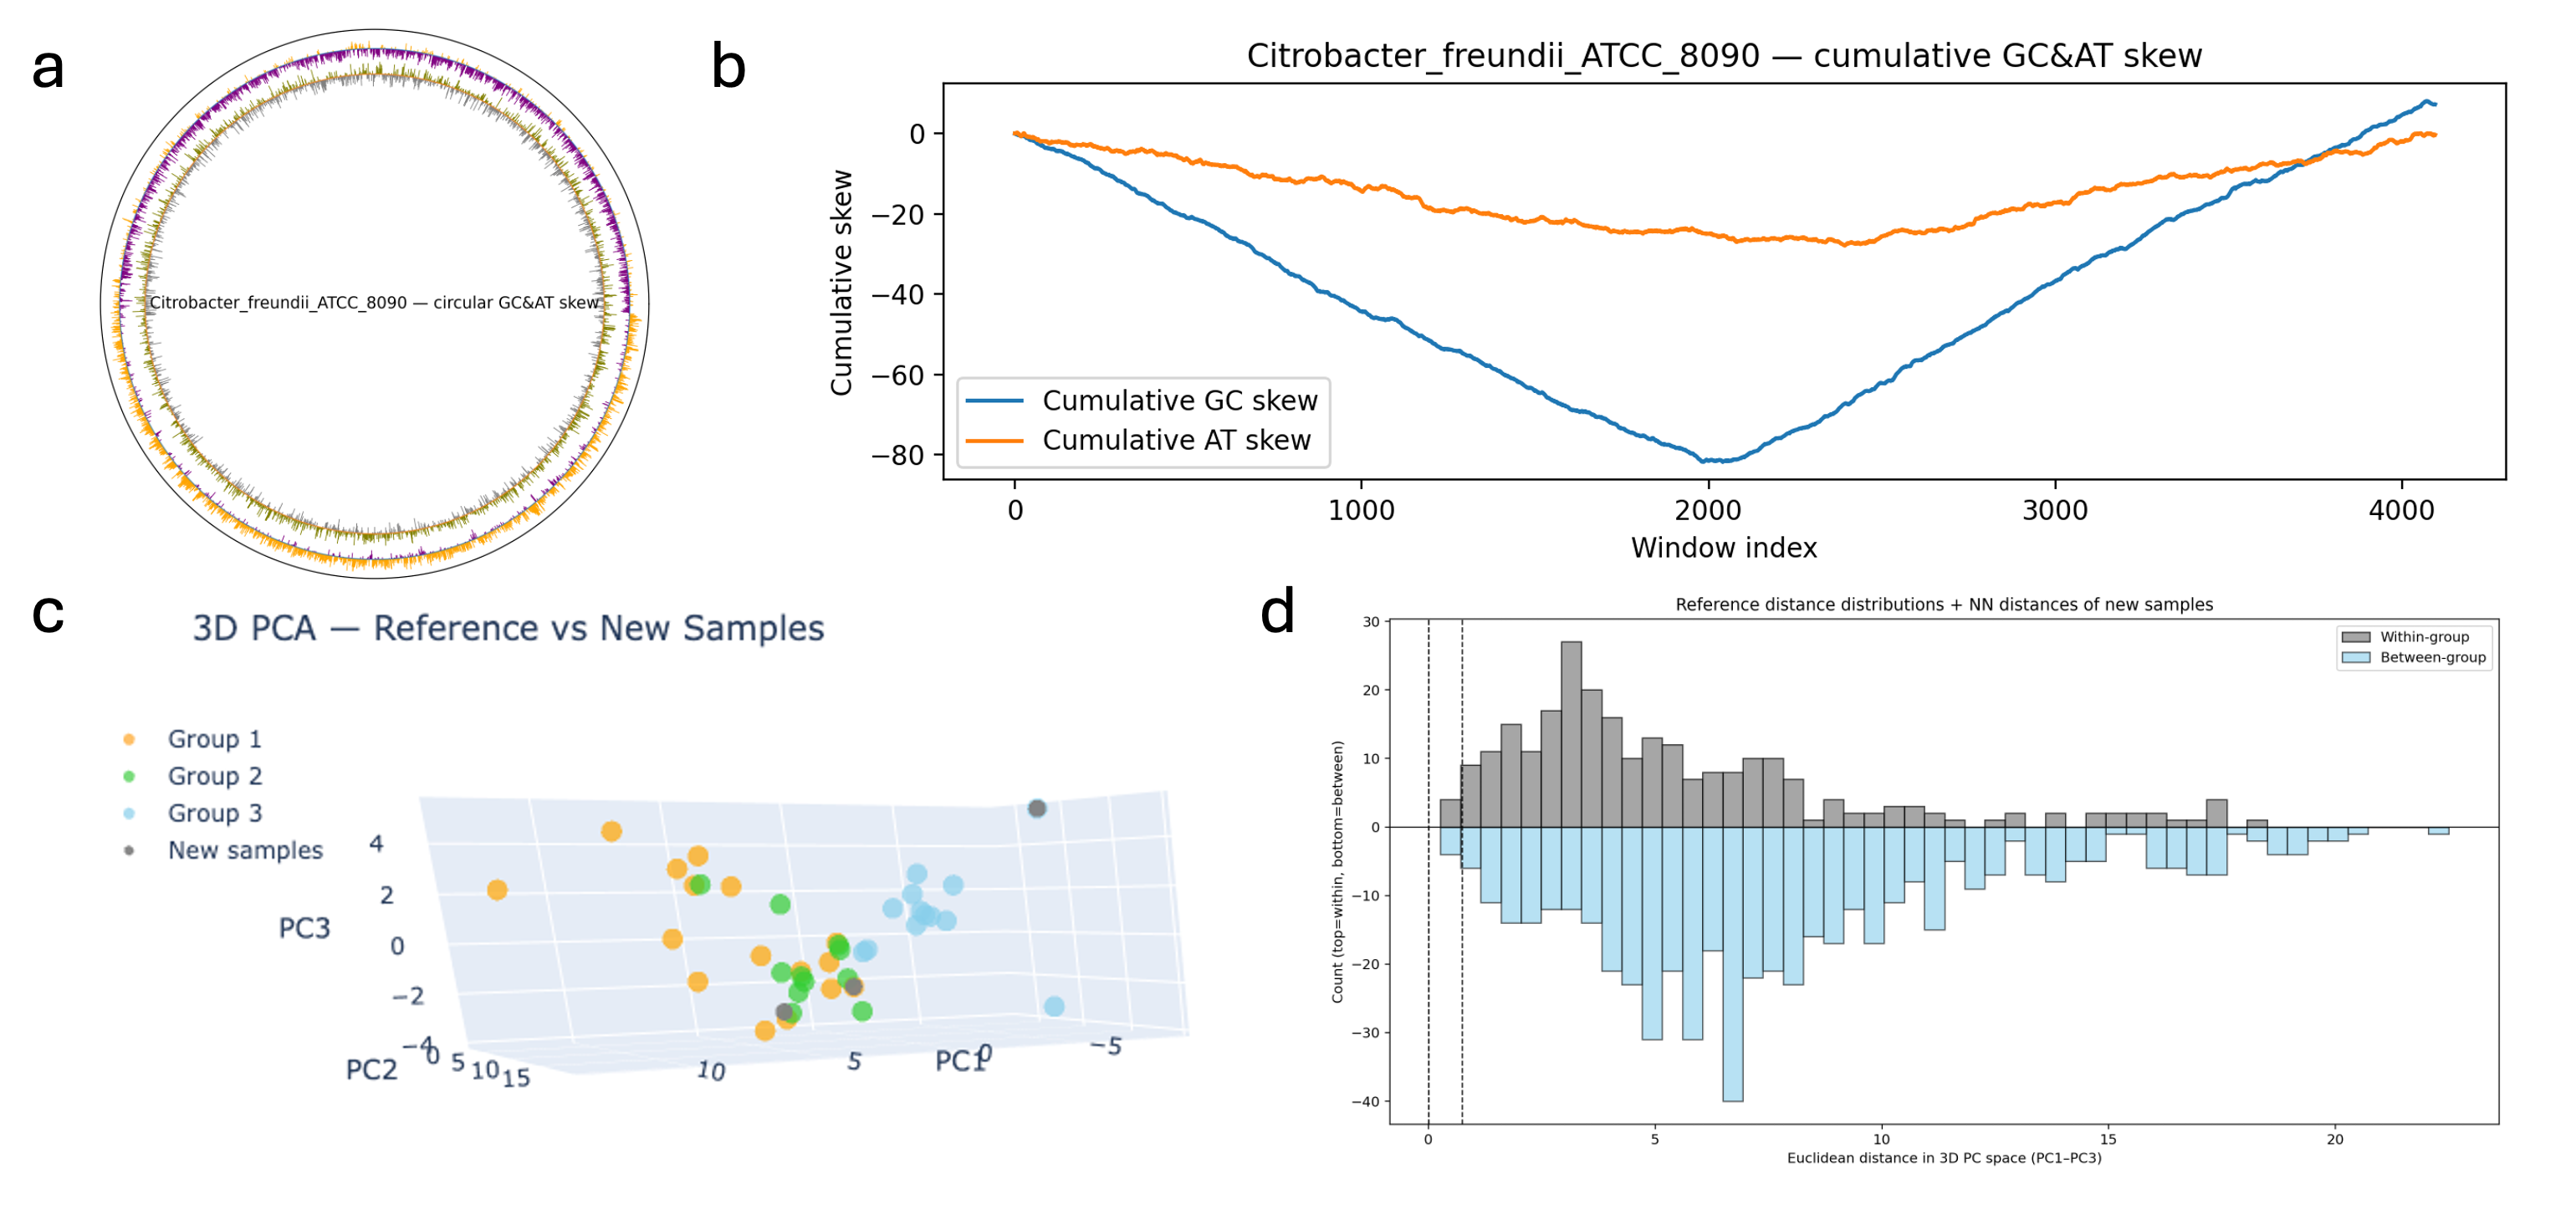 a
Citrobacter_freundii_ATCC_8090 — circular GC&AT skew
b
Citrobacter_freundii_ATCC_8090 — cumulative GC&AT skew
Cumulative skew
0
−20
−40
−60
−80
Cumulative GC skew
Cumulative AT skew
0 1000 2000 3000 4000
Window index
c
3D PCA — Reference vs New Samples
Group 1
Group 2
Group 3
New samples
PC3
4
2
0
−2
−4
PC2
0 5 10 15
10 5 0 −5
PC1
d
Reference distance distributions + NN distances of new samples
Within-group
Between-group
Count (top=within, bottom=between)
30
20
10
0
−10
−20
−30
−40
0 5 10 15 20
Euclidean distance in 3D PC space (PC1–PC3)